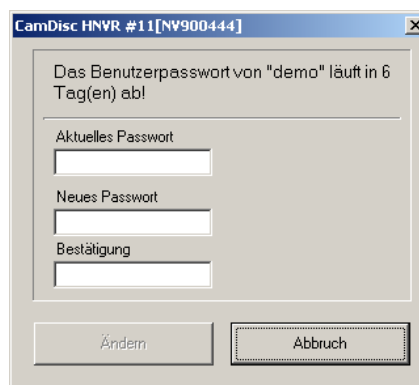 CamDisc HNVR #11[NV900444]
Das Benutzerpasswort von "demo" läuft in 6
Tag(en) ab!
Aktuelles Passwort
Neues Passwort
Bestätigung
Ändern
Abbruch